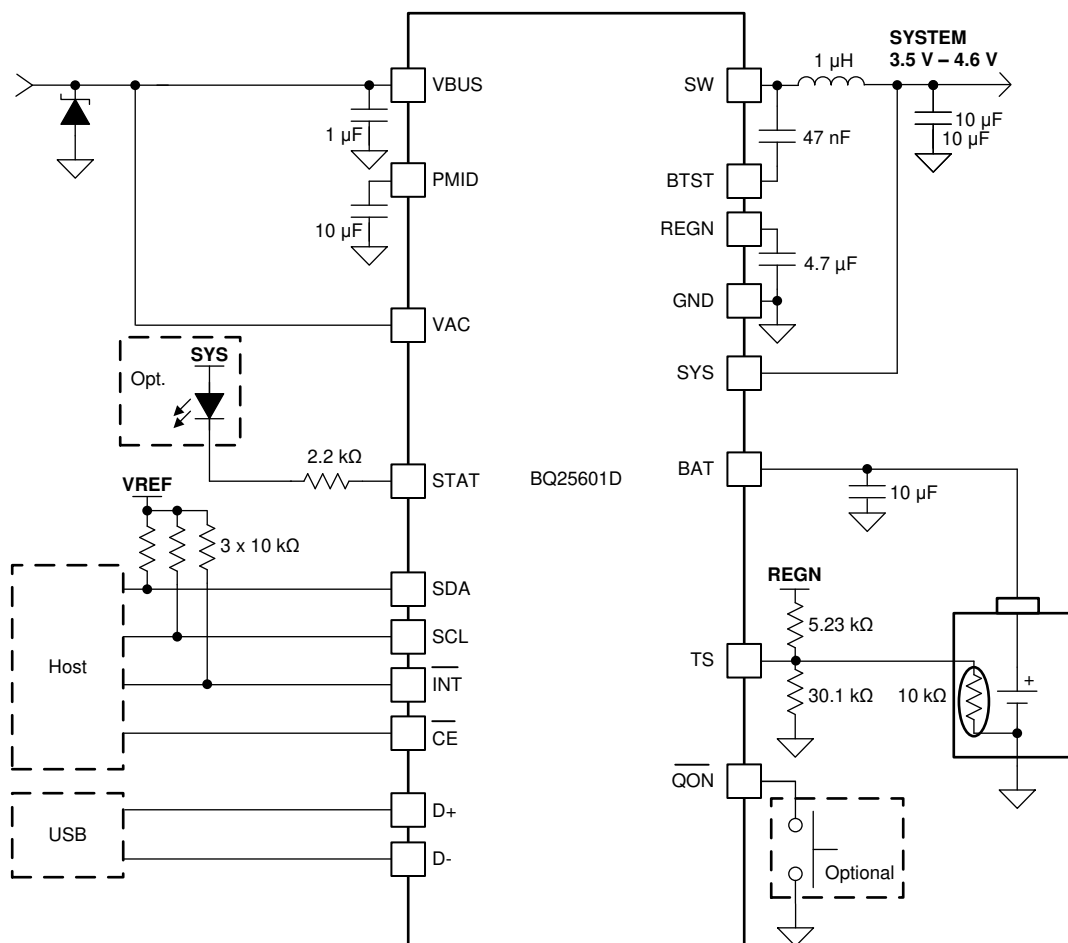 SYSTEM
3.5 V – 4.6 V
1 µH
VBUS
SW
1 µF
10 µF
10 µF
47 nF
PMID
BTST
10 µF
REGN
4.7 µF
GND
VAC
SYS
Opt.
SYS
2.2 kΩ
STAT
BQ25601D
BAT
10 µF
VREF
3 x 10 kΩ
REGN
5.23 kΩ
SDA
SCL
Host
TS
INT
30.1 kΩ
10 kΩ
+
CE
QON
D+
USB
D-
Optional